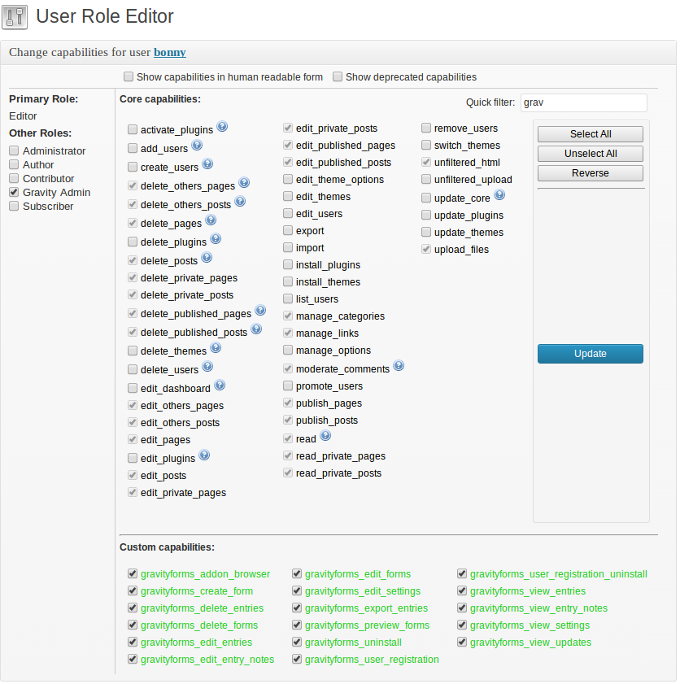 User Role Editor
Change capabilities for user bonny
Show capabilities in human readable form Show deprecated capabilities
Primary Role:
Editor
Other Roles:
Administrator
Author
Contributor
Gravity Admin
Subscriber
Core capabilities:
Quick filter: grav
activate_plugins
add_users
create_users
delete_others_pages
delete_others_posts
delete_pages
delete_plugins
delete_posts
delete_private_pages
delete_private_posts
delete_published_pages
delete_published_posts
delete_themes
delete_users
edit_dashboard
edit_others_pages
edit_others_posts
edit_pages
edit_plugins
edit_posts
edit_private_pages
edit_private_posts
edit_published_pages
edit_published_posts
edit_theme_options
edit_themes
edit_users
export
import
install_plugins
install_themes
list_users
manage_categories
manage_links
manage_options
moderate_comments
promote_users
publish_pages
publish_posts
read
read_private_pages
read_private_posts
remove_users
switch_themes
unfiltered_html
unfiltered_upload
update_core
update_plugins
update_themes
upload_files
Select All
Unselect All
Reverse
Update
Custom capabilities:
gravityforms_addon_browser
gravityforms_create_form
gravityforms_delete_entries
gravityforms_delete_forms
gravityforms_edit_entries
gravityforms_edit_entry_notes
gravityforms_edit_forms
gravityforms_edit_settings
gravityforms_export_entries
gravityforms_preview_forms
gravityforms_uninstall
gravityforms_user_registration
gravityforms_user_registration_uninstall
gravityforms_view_entries
gravityforms_view_entry_notes
gravityforms_view_settings
gravityforms_view_updates